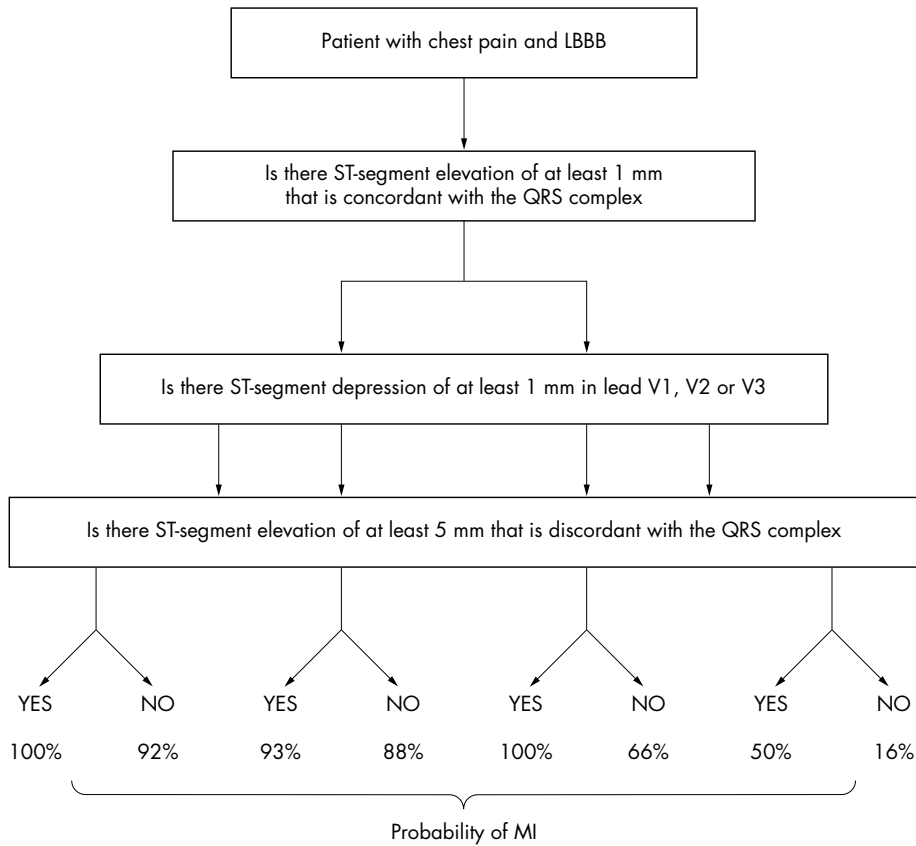 Patient with chest pain and LBBB
Is there ST-segment elevation of at least 1 mm
that is concordant with the QRS complex
Is there ST-segment depression of at least 1 mm in lead V1, V2 or V3
Is there ST-segment elevation of at least 5 mm that is discordant with the QRS complex
YES NO YES NO YES NO YES NO
100% 92% 93% 88% 100% 66% 50% 16%
Probability of MI